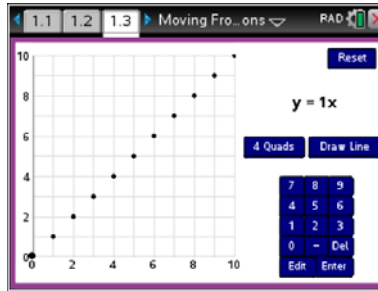 1.1 1.2 1.3 Moving Fro...ons RAD
10
8
6
4
2
0
0 2 4 6 8 10
Reset
y = 1x
4 Quads Draw Line
7 8 9
4 5 6
1 2 3
0 - Del
Edit Enter